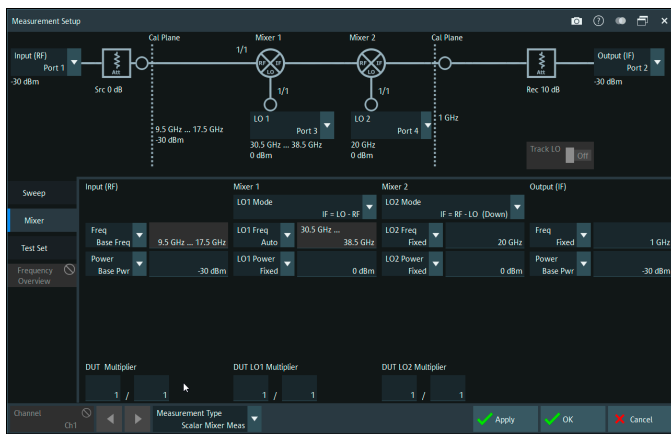 Measurement Setup
Cal Plane
Mixer 1
Mixer 2
Cal Plane
Input (RF)
Port 1
-30 dBm
Att
Src 0 dB
1/1
RF IF
LO
1/1
RF IF
LO
1/1
Att
Rec 10 dB
Output (IF)
Port 2
-30 dBm
9.5 GHz ... 17.5 GHz
-30 dBm
LO 1
Port 3
30.5 GHz ... 38.5 GHz
0 dBm
LO 2
Port 4
20 GHz
0 dBm
1 GHz
Track LO
Off
Sweep
Mixer
Test Set
Frequency
Overview
Input (RF)
Mixer 1
Mixer 2
Output (IF)
LO1 Mode
IF = LO - RF
LO2 Mode
IF = RF - LO (Down)
Freq
Base Freq
9.5 GHz ... 17.5 GHz
LO1 Freq
Auto
30.5 GHz ...
38.5 GHz
LO2 Freq
Fixed
20 GHz
Freq
Fixed
1 GHz
Power
Base Pwr
-30 dBm
LO1 Power
Fixed
0 dBm
LO2 Power
Fixed
0 dBm
Power
Base Pwr
-30 dBm
DUT Multiplier
1 / 1
DUT LO1 Multiplier
1 / 1
DUT LO2 Multiplier
1 / 1
Channel
Ch1
Measurement Type
Scalar Mixer Meas
Apply
OK
Cancel